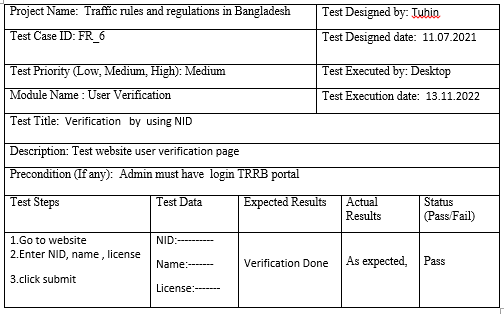 Project Name: Traffic rules and regulations in Bangladesh
Test Designed by: Tuhin
Test Case ID: FR_6
Test Designed date: 11.07.2021
Test Priority (Low, Medium, High): Medium
Test Executed by: Desktop
Module Name : User Verification
Test Execution date: 13.11.2022
Test Title: Verification by using NID
Description: Test website user verification page
Precondition (If any): Admin must have login TRRB portal
Test Steps
Test Data
Expected Results
Actual
Results
Status
(Pass/Fail)
1.Go to website
2.Enter NID, name , license
3.click submit
NID:----------
Name:-------
License:-------
Verification Done
As expected,
Pass